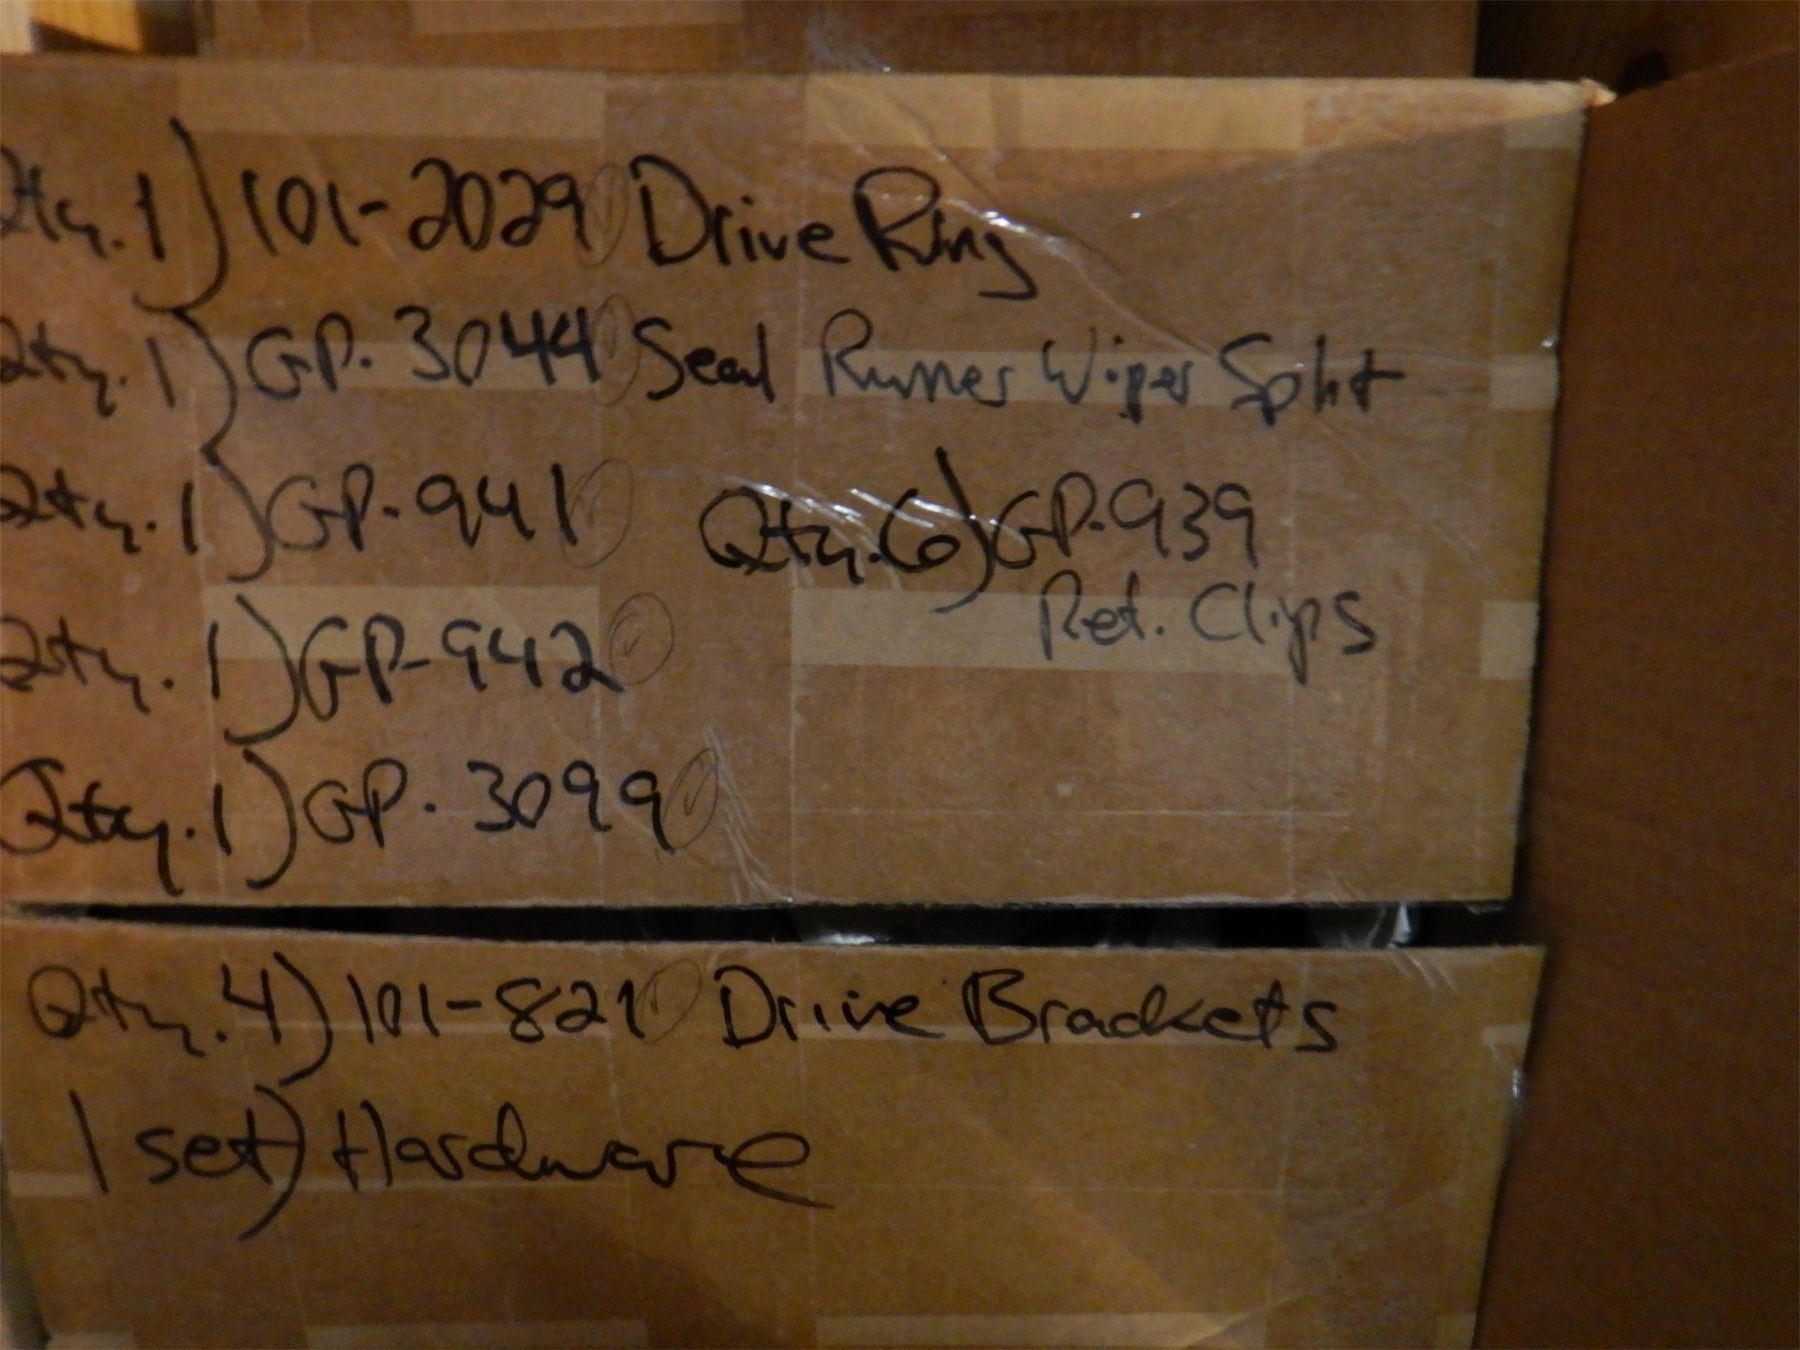 Qty. 1) 101-2029 Drive Ring
Qty. 1) GP-3044 Seal Runner Wiper Split
Qty. 1) GP-941
Qty. 6) GP-939
Ret. Clips
Qty. 1) GP-942
Qty. 1) GP-3099
Qty. 4) 101-821 Drive Brackets
1 set) Hardware